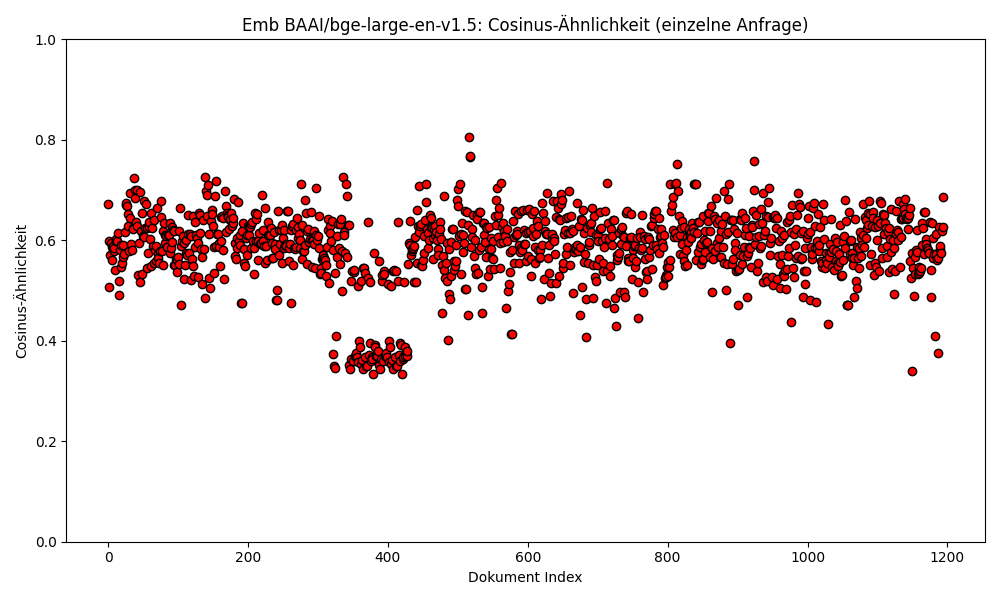 Emb BAAI/bge-large-en-v1.5: Cosinus-Ähnlichkeit (einzelne Anfrage)
1.0
0.8
0.6
0.4
0.2
0.0
Cosinus-Ähnlichkeit
0 200 400 600 800 1000 1200
Dokument Index